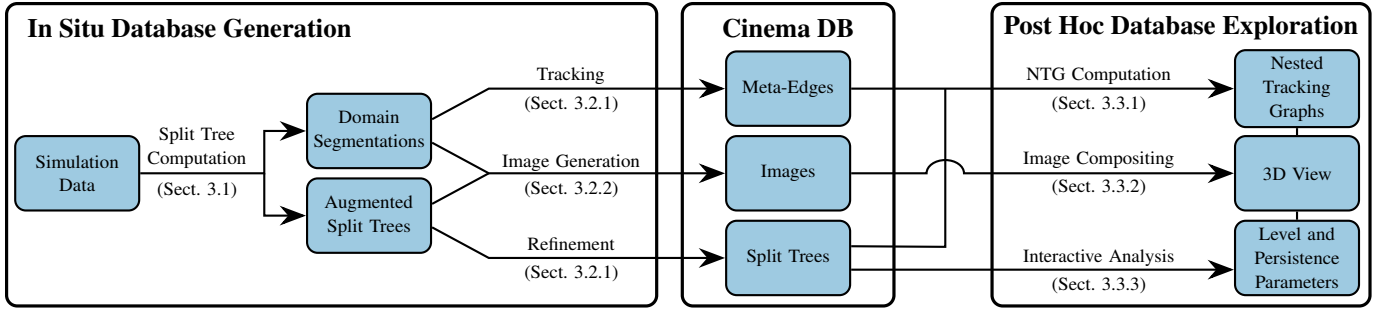 In Situ Database Generation
Simulation
Data
Split Tree
Computation
(Sect. 3.1)
Domain
Segmentations
Augmented
Split Trees
Tracking
(Sect. 3.2.1)
Image Generation
(Sect. 3.2.2)
Refinement
(Sect. 3.2.1)
Cinema DB
Meta-Edges
Images
Split Trees
Post Hoc Database Exploration
NTG Computation
(Sect. 3.3.1)
Image Compositing
(Sect. 3.3.2)
Interactive Analysis
(Sect. 3.3.3)
Nested
Tracking
Graphs
3D View
Level and
Persistence
Parameters